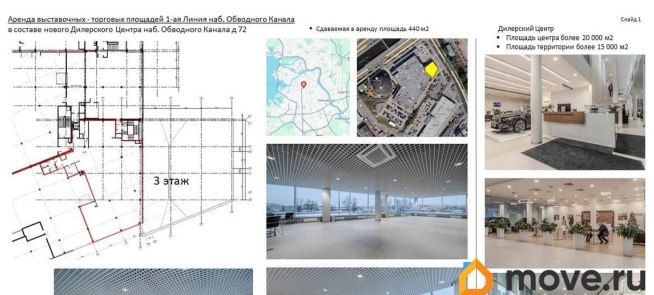 Аренда выставочных - торговых площадей 1-ая Линия наб. Обводного Канала
в составе нового Дилерского Центра наб. Обводного Канала д 72
• Сдаваемая в аренду площадь 440 м2
Слайд 1
Дилерский Центр
• Площадь центра более 20 000 м2
• Площадь территории более 15 000 м2
3 этаж
move.ru